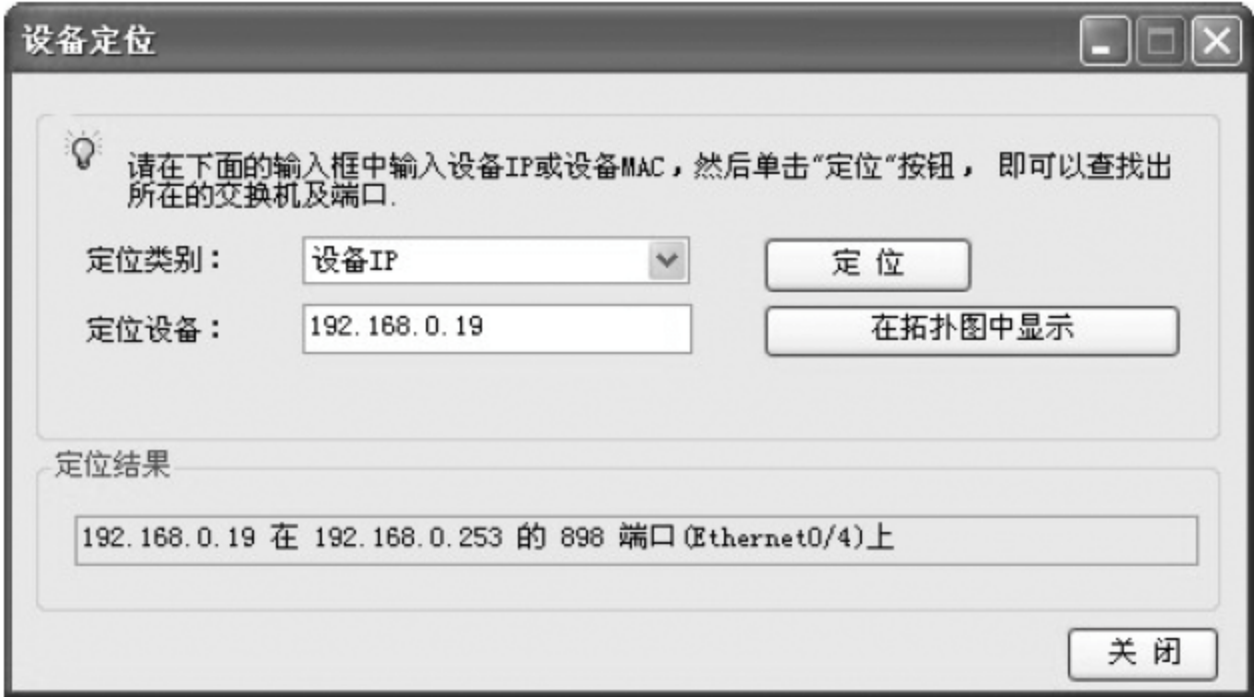 设备定位
请在下面的输入框中输入设备IP或设备MAC，然后单击“定位“按钮， 即可以查找出
所在的交换机及端口.
定位类别： 设备IP 定 位
定位设备： 192.168.0.19 在拓扑图中显示
定位结果
192.168.0.19 在 192.168.0.253 的 898 端口(Ethernet0/4)上
关 闭